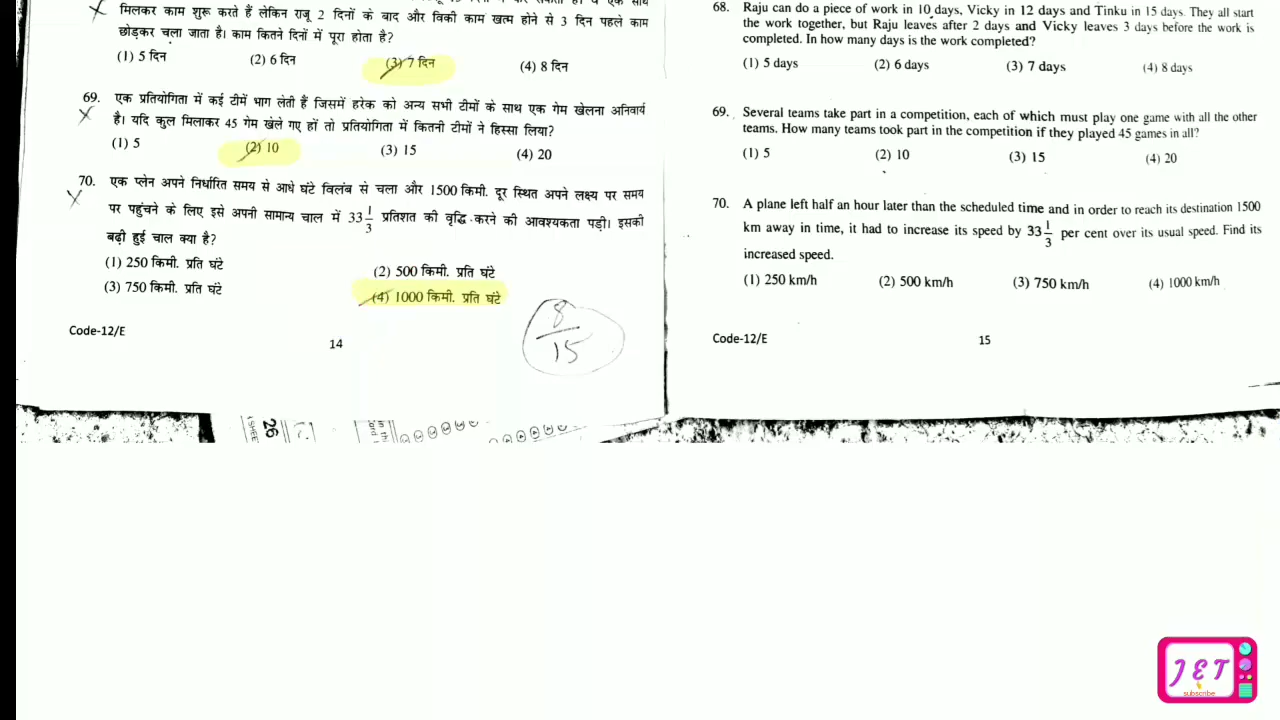 मिलकर काम शुरू करते हैं लेकिन राजू 2 दिनों के बाद और विकी काम खत्म होने से 3 दिन पहले काम
छोड़कर चला जाता है। काम कितने दिनों में पूरा होता है?
(1) 5 दिन (2) 6 दिन (3) 7 दिन (4) 8 दिन
69. एक प्रतियोगिता में कई टीमें भाग लेती हैं जिसमें हरेक को अन्य सभी टीमों के साथ एक गेम खेलना अनिवार्य
है। यदि कुल मिलाकर 45 गेम खेले गए हों तो प्रतियोगिता में कितनी टीमों ने हिस्सा लिया?
(1) 5 (2) 10 (3) 15 (4) 20
70. एक प्लेन अपने निर्धारित समय से आधे घंटे विलंब से चला और 1500 किमी. दूर स्थित अपने लक्ष्य पर समय
पर पहुंचने के लिए इसे अपनी सामान्य चाल में 33 1/3 प्रतिशत की वृद्धि करने की आवश्यकता पड़ी। इसकी
बढ़ी हुई चाल क्या है?
(1) 250 किमी. प्रति घंटे (2) 500 किमी. प्रति घंटे
(3) 750 किमी. प्रति घंटे (4) 1000 किमी. प्रति घंटे
8/15
Code-12/E
14
68. Raju can do a piece of work in 10 days, Vicky in 12 days and Tinku in 15 days. They all start
the work together, but Raju leaves after 2 days and Vicky leaves 3 days before the work is
completed. In how many days is the work completed?
(1) 5 days (2) 6 days (3) 7 days (4) 8 days
69. Several teams take part in a competition, each of which must play one game with all the other
teams. How many teams took part in the competition if they played 45 games in all?
(1) 5 (2) 10 (3) 15 (4) 20
70. A plane left half an hour later than the scheduled time and in order to reach its destination 1500
km away in time, it had to increase its speed by 33 1/3 per cent over its usual speed. Find its
increased speed.
(1) 250 km/h (2) 500 km/h (3) 750 km/h (4) 1000 km/h
Code-12/E
15
26
JET
subscribe